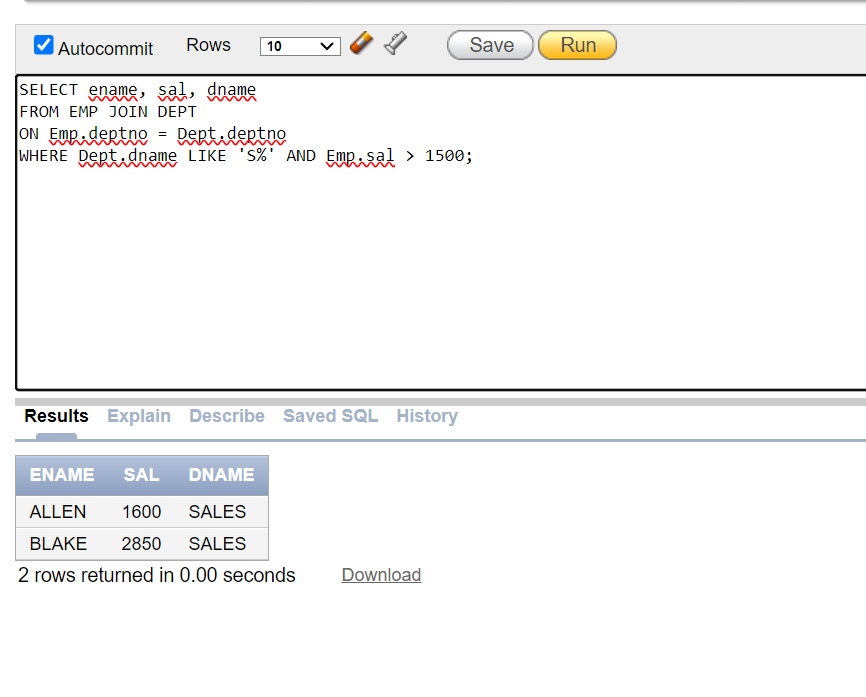 Autocommit Rows 10 Save Run
SELECT ename, sal, dname
FROM EMP JOIN DEPT
ON Emp.deptno = Dept.deptno
WHERE Dept.dname LIKE 'S%' AND Emp.sal > 1500;
Results Explain Describe Saved SQL History
ENAME SAL DNAME
ALLEN 1600 SALES
BLAKE 2850 SALES
2 rows returned in 0.00 seconds Download